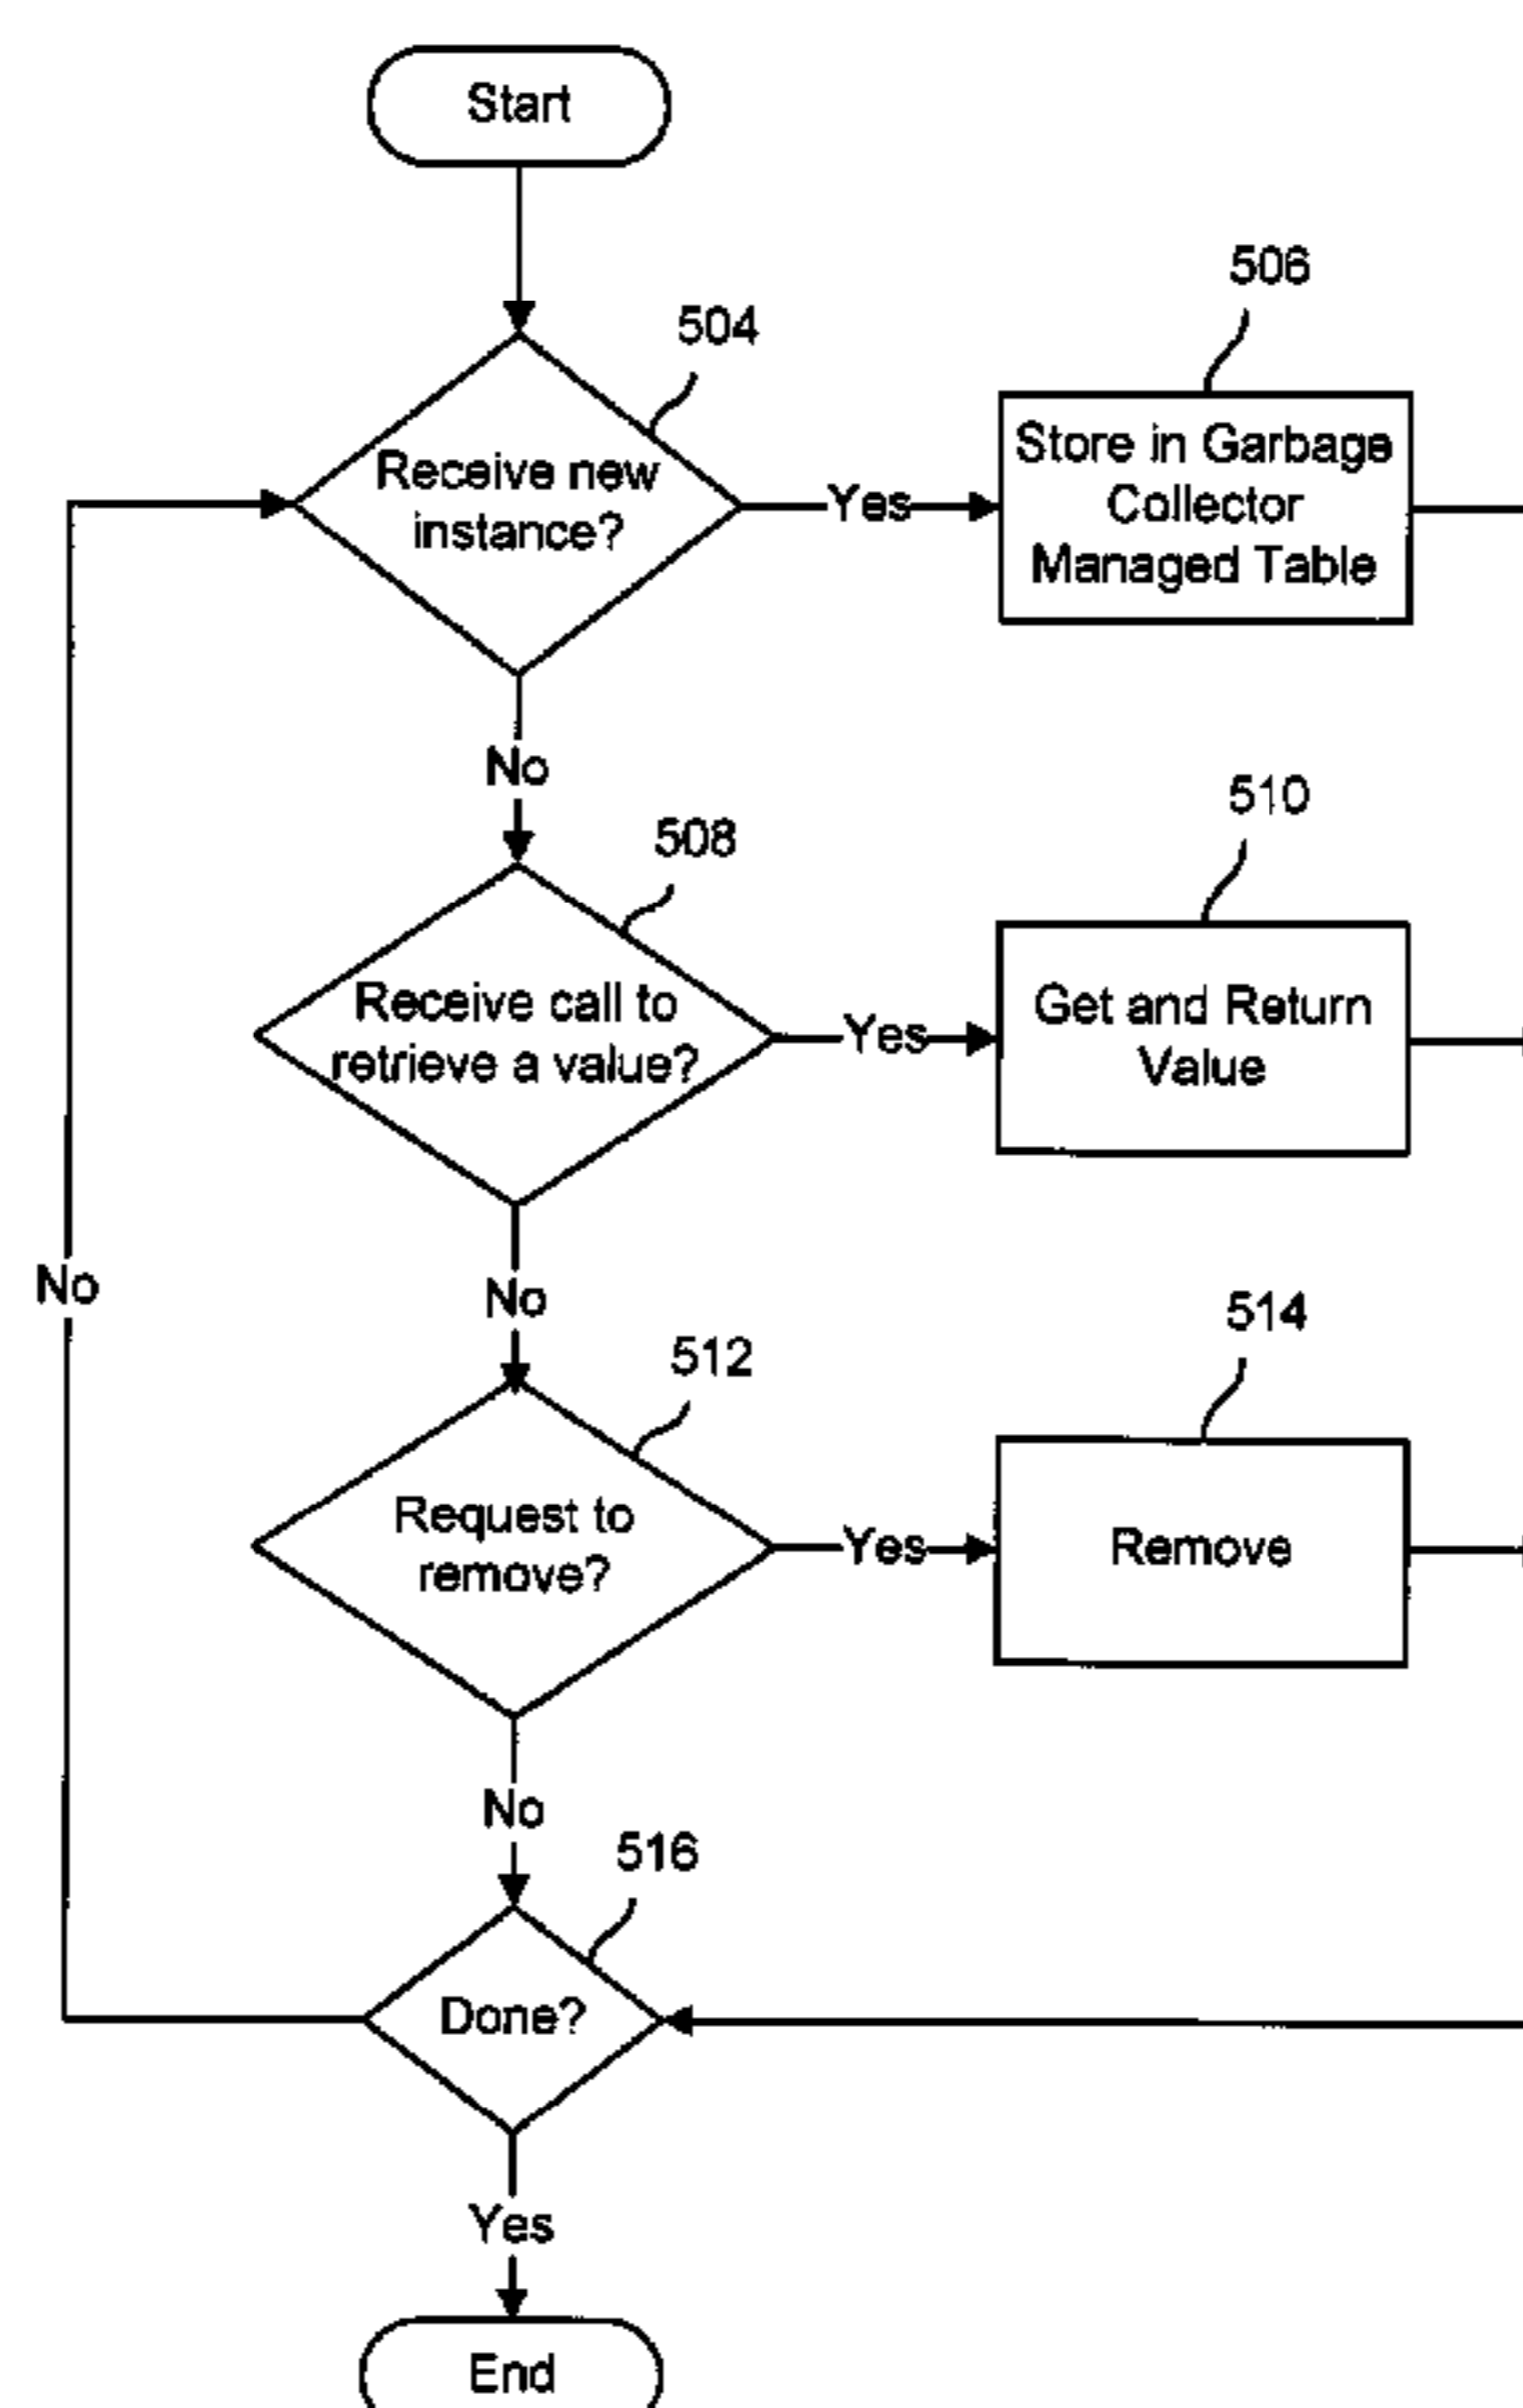 Start
504
506
Receive new
instance?
Yes
Store in Garbage
Collector
Managed Table
No
508
510
Receive call to
retrieve a value?
Yes
Get and Return
Value
No
No
512
514
Request to
remove?
Yes
Remove
No
516
Done?
Yes
End